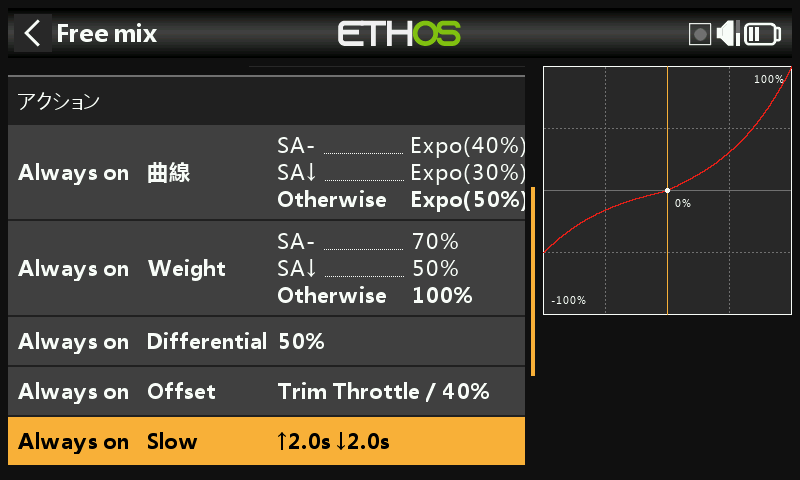 Free mix
ETHOS
アクション
Always on 曲線
SA- Expo(40%)
SA↓ Expo(30%)
Otherwise Expo(50%)
Always on Weight
SA- 70%
SA↓ 50%
Otherwise 100%
Always on Differential 50%
Always on Offset Trim Throttle / 40%
Always on Slow ↑2.0s ↓2.0s
100%
0%
-100%